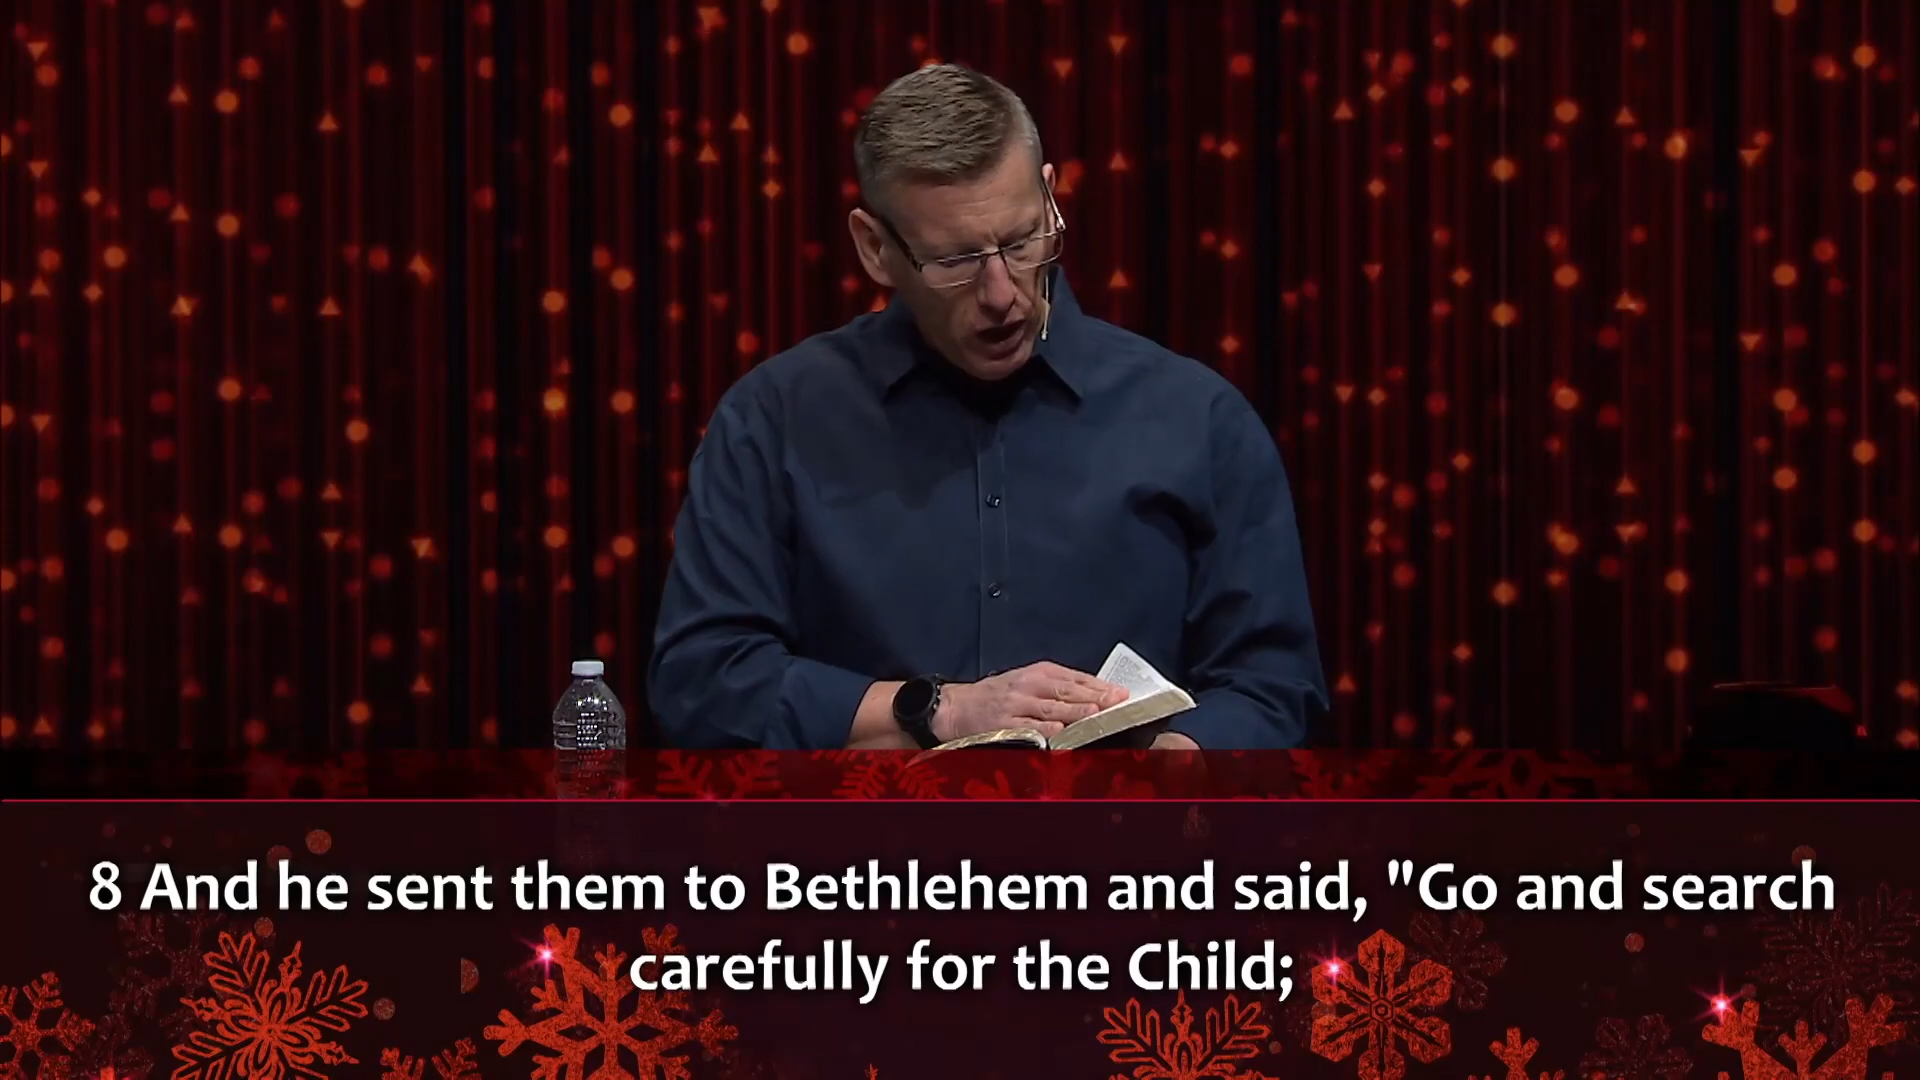 8 And he sent them to Bethlehem and said, "Go and search
carefully for the Child;